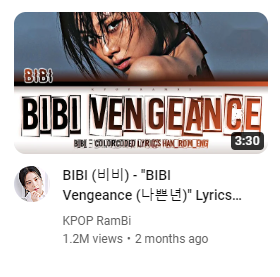 BIBI
BIBI VENGEANCE
BIBI - COLORCODED LYRICS HAN_ROM_ENG
3:30
BIBI (비비) - "BIBI
Vengeance (나쁜년)" Lyrics...
KPOP RamBi
1.2M views • 2 months ago